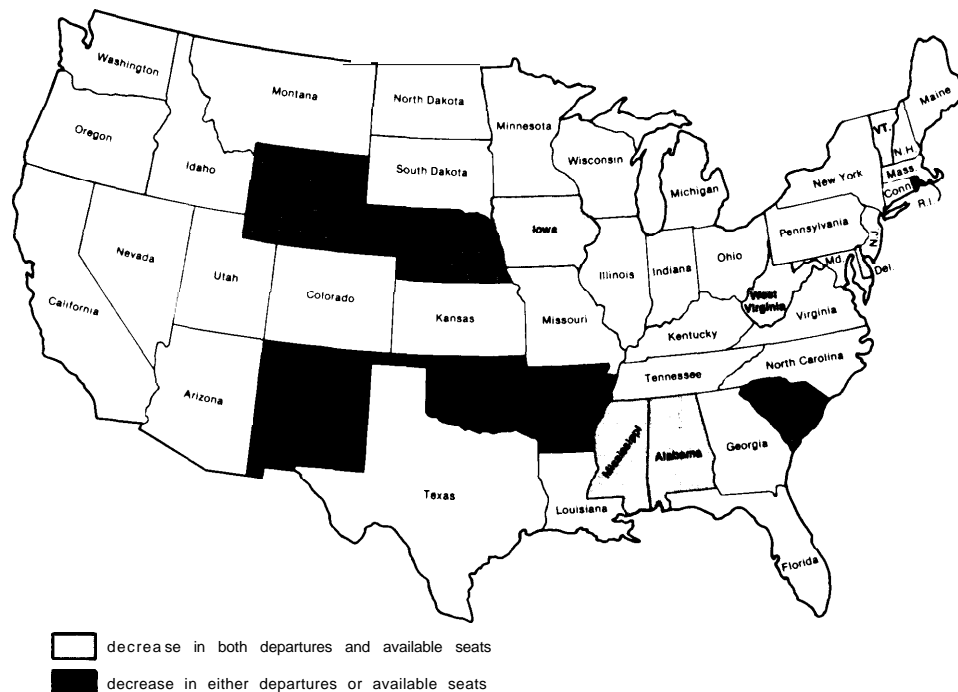 Washington
Montana
North Dakota
Minnesota
Maine
Oregon
Idaho
South Dakota
Wisconsin
Michigan
New York
VT.
N.H.
Mass.
Conn
R.I.
Nevada
Utah
Colorado
Iowa
Illinois
Indiana
Ohio
Pennsylvania
N.J.
Md.
Del.
California
Kansas
Missouri
West
Virginia
Kentucky
Virginia
Arizona
Tennessee
North Carolina
Texas
Mississippi
Alabama
Georgia
Louisiana
Florida
decrease in both departures and available seats
decrease in either departures or available seats